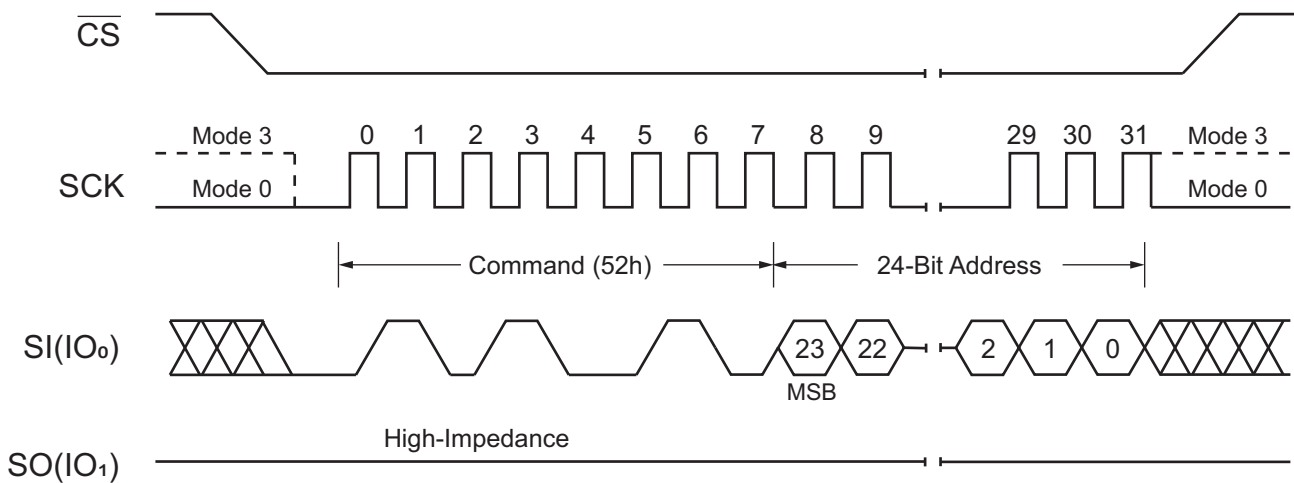 CS
Mode 3 0 1 2 3 4 5 6 7 8 9 29 30 31 Mode 3
SCK Mode 0 Mode 0
Command (52h) 24-Bit Address
SI(IO₀) 23 22 2 1 0
MSB
High-Impedance
SO(IO₁)